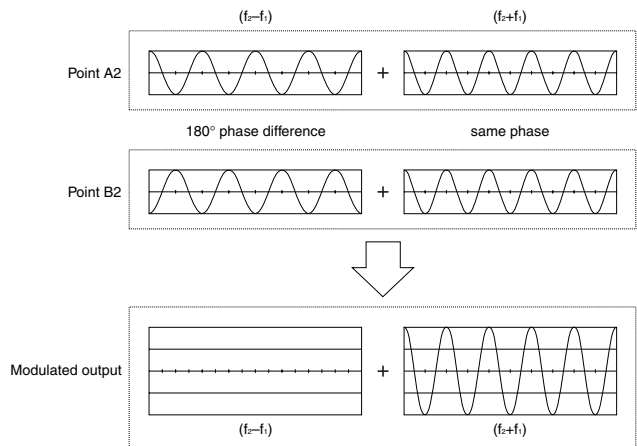 (f₂–f₁) (f₂+f₁)
Point A2 +
180° phase difference same phase
Point B2 +
Modulated output +
(f₂–f₁) (f₂+f₁)